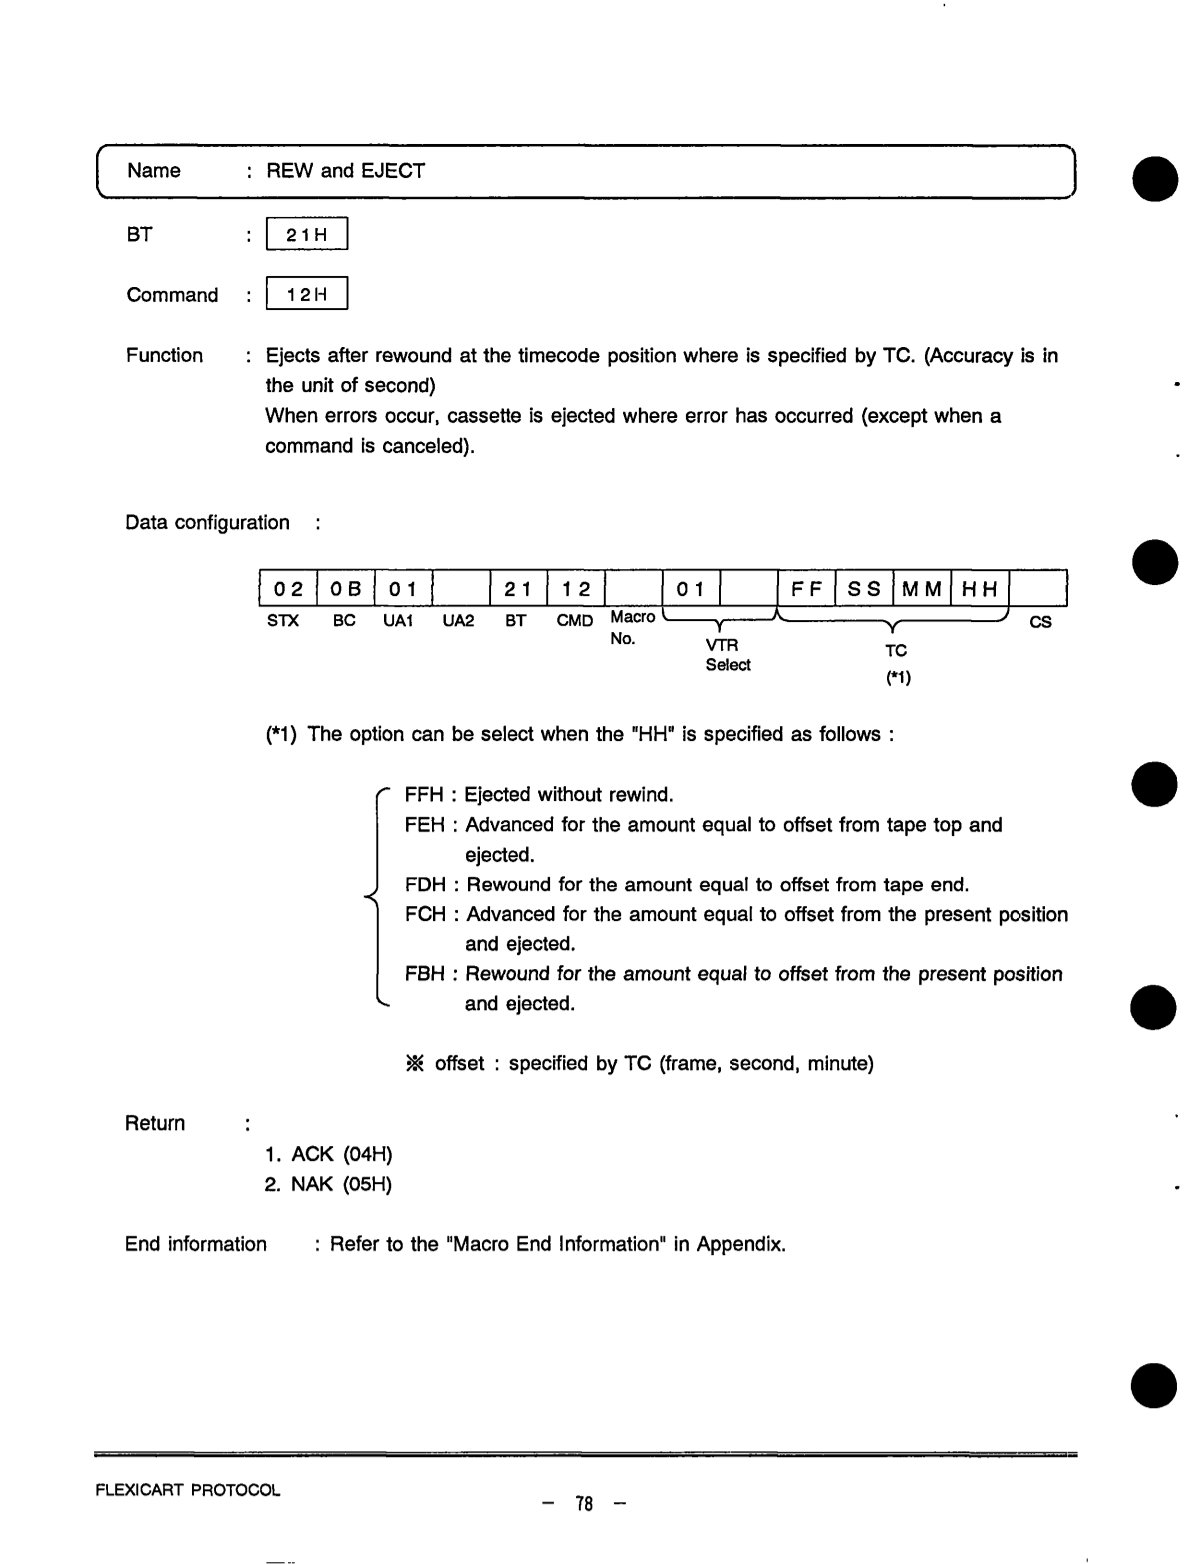 Name : REW and EJECT
BT : 21H
Command : 12H
Function : Ejects after rewound at the timecode position where is specified by TC. (Accuracy is in
the unit of second)
When errors occur, cassette is ejected where error has occurred (except when a
command is canceled).
Data configuration :
02 0B 01 21 12 01 FF SS MM HH
STX BC UA1 UA2 BT CMD Macro No. VTR Select TC (*1) CS
(*1) The option can be select when the "HH" is specified as follows :
FFH : Ejected without rewind.
FEH : Advanced for the amount equal to offset from tape top and
ejected.
FDH : Rewound for the amount equal to offset from tape end.
FCH : Advanced for the amount equal to offset from the present position
and ejected.
FBH : Rewound for the amount equal to offset from the present position
and ejected.
※ offset : specified by TC (frame, second, minute)
Return :
1. ACK (04H)
2. NAK (05H)
End information : Refer to the "Macro End Information" in Appendix.
FLEXICART PROTOCOL
– 78 –